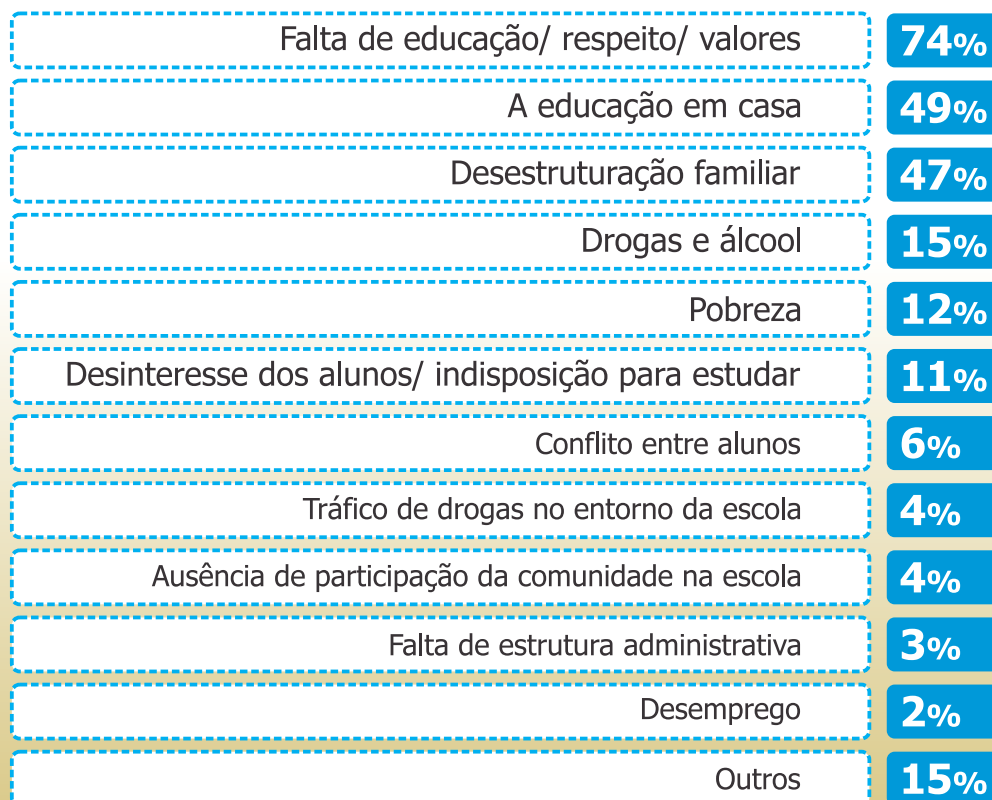 Falta de educação/ respeito/ valores 74%
A educação em casa 49%
Desestruturação familiar 47%
Drogas e álcool 15%
Pobreza 12%
Desinteresse dos alunos/ indisposição para estudar 11%
Conflito entre alunos 6%
Tráfico de drogas no entorno da escola 4%
Ausência de participação da comunidade na escola 4%
Falta de estrutura administrativa 3%
Desemprego 2%
Outros 15%